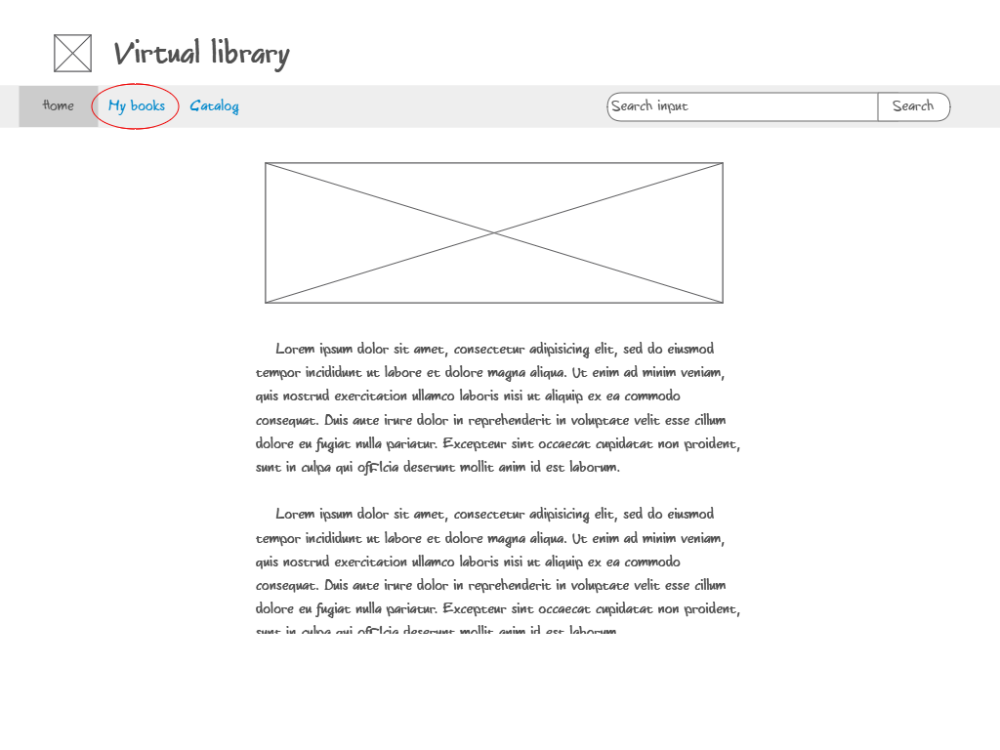 Virtual library
Home My books Catalog Search input Search
Lorem ipsum dolor sit amet, consectetur adipisicing elit, sed do eiusmod
tempor incididunt ut labore et dolore magna aliqua. Ut enim ad minim veniam,
quis nostrud exercitation ullamco laboris nisi ut aliquip ex ea commodo
consequat. Duis aute irure dolor in reprehenderit in voluptate velit esse cillum
dolore eu fugiat nulla pariatur. Excepteur sint occaecat cupidatat non proident,
sunt in culpa qui officia deserunt mollit anim id est laborum.
Lorem ipsum dolor sit amet, consectetur adipisicing elit, sed do eiusmod
tempor incididunt ut labore et dolore magna aliqua. Ut enim ad minim veniam,
quis nostrud exercitation ullamco laboris nisi ut aliquip ex ea commodo
consequat. Duis aute irure dolor in reprehenderit in voluptate velit esse cillum
dolore eu fugiat nulla pariatur. Excepteur sint occaecat cupidatat non proident,
sunt in culpa qui officia deserunt mollit anim id est laborum.